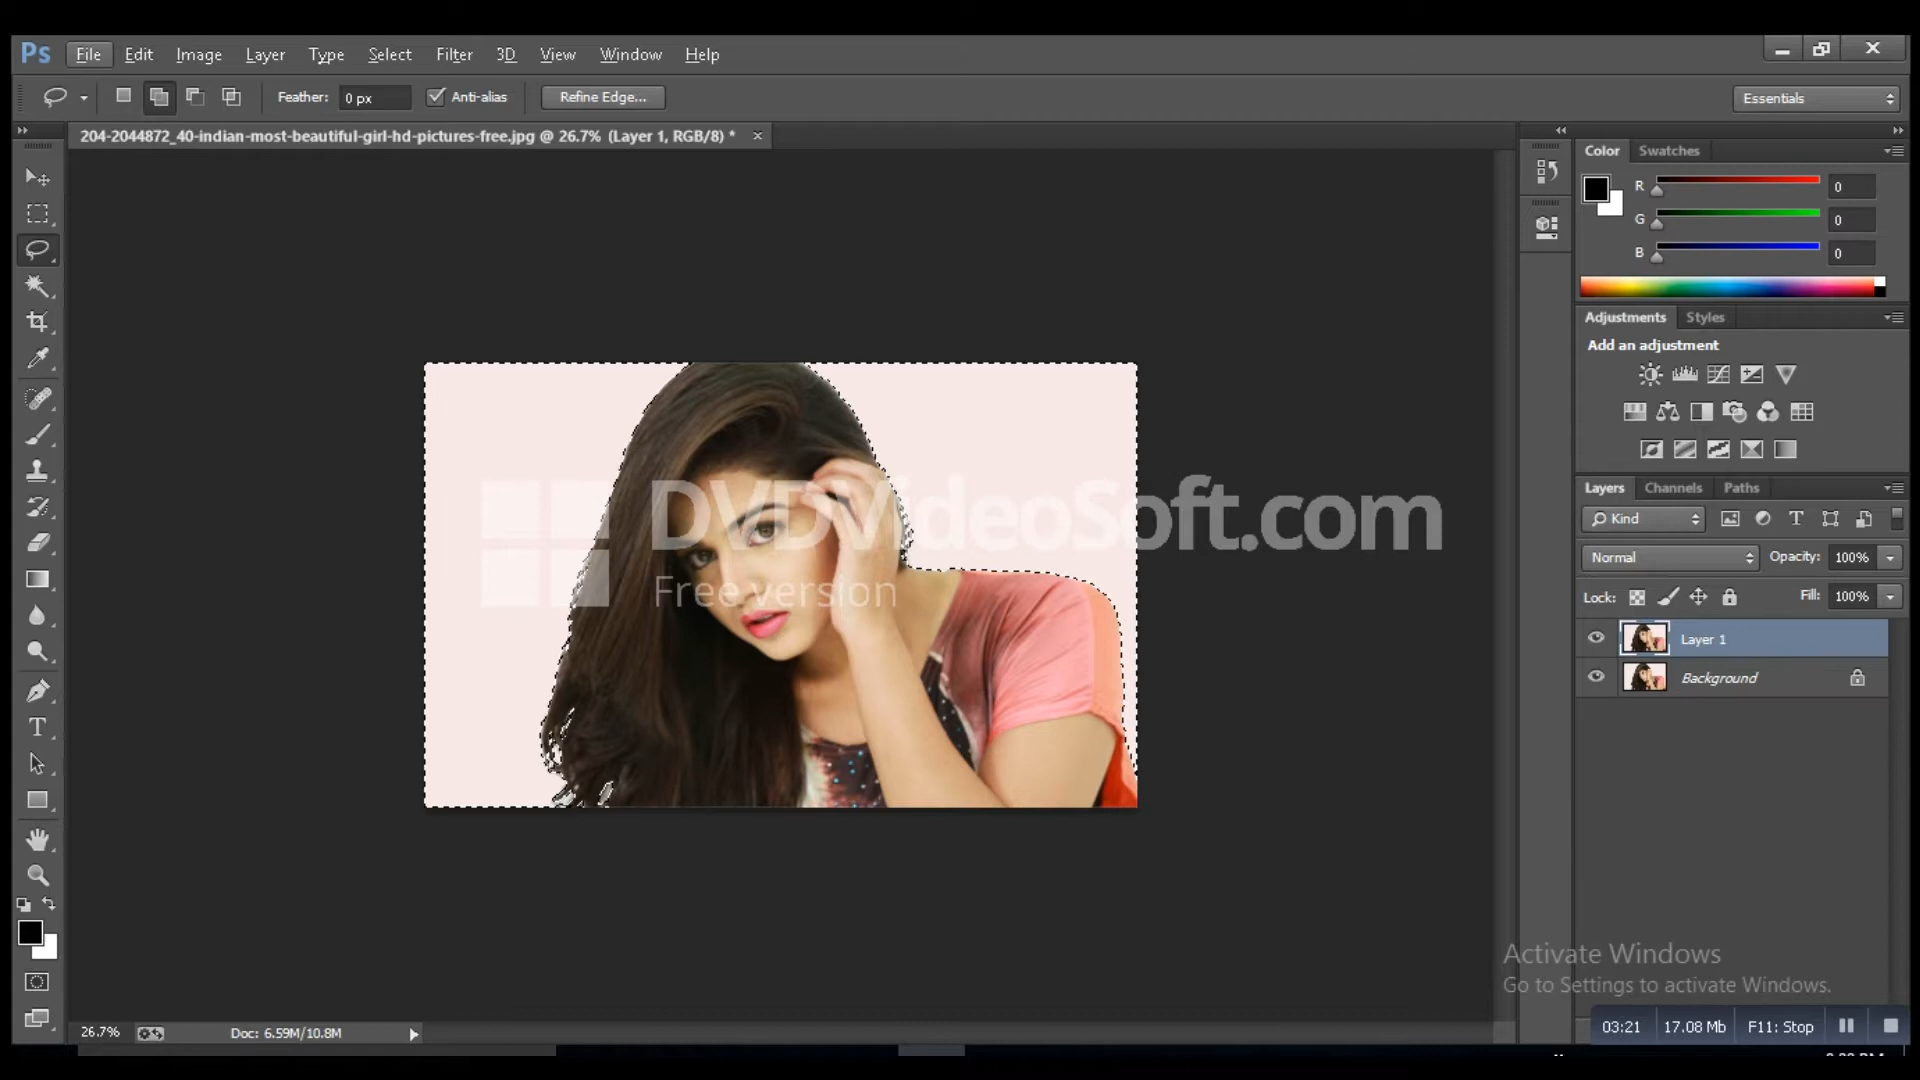 Ps File Edit Image Layer Type Select Filter 3D View Window Help
Feather: 0 px Anti-alias Refine Edge... Essentials
204-2044872_40-indian-most-beautiful-girl-hd-pictures-free.jpg @ 26.7% (Layer 1, RGB/8) *
Color Swatches
R 0
G 0
B 0
Adjustments Styles
Add an adjustment
Layers Channels Paths
Kind
Normal Opacity: 100%
Lock: Fill: 100%
Layer 1
Background
DVDVideoSoft.com
Free version
Activate Windows
Go to Settings to activate Windows.
26.7% Doc: 6.59M/10.8M
03:21 17.08 Mb F11: Stop